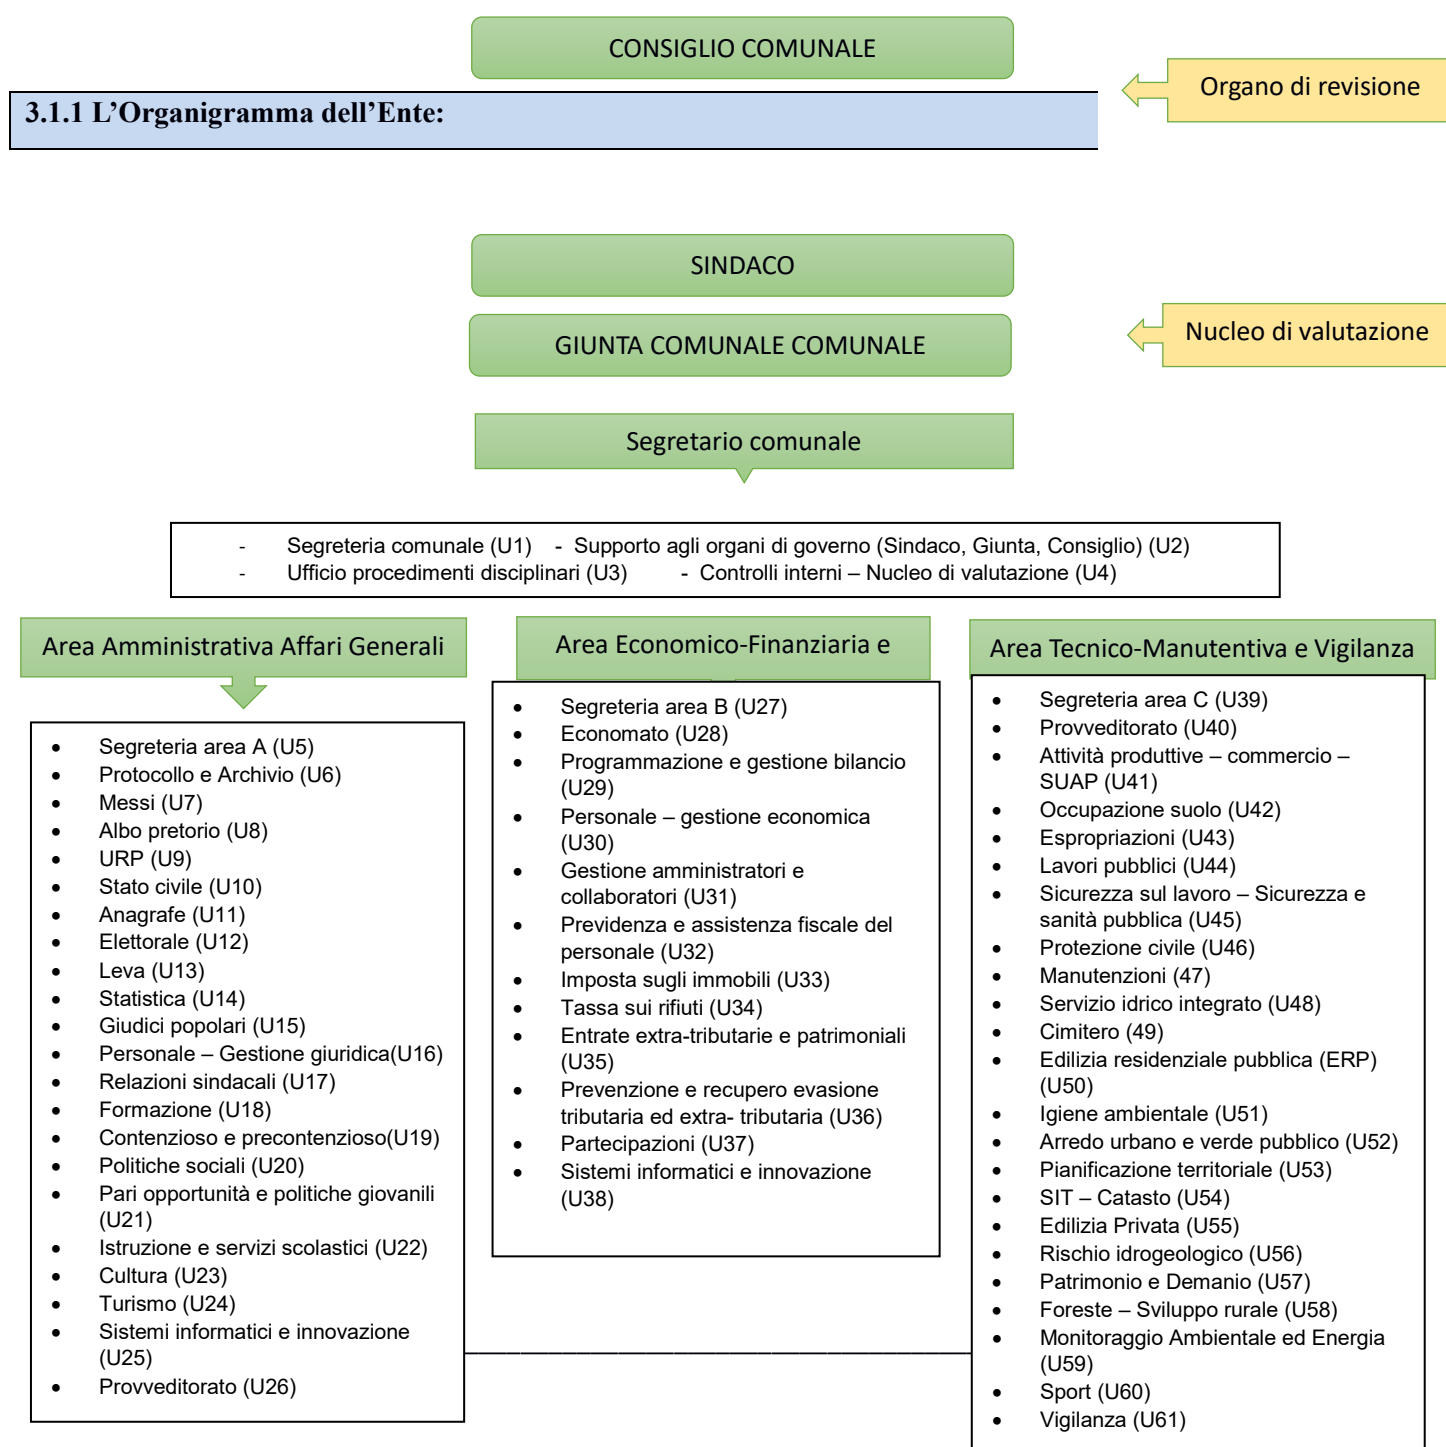 CONSIGLIO COMUNALE
Organo di revisione
3.1.1 L’Organigramma dell’Ente:
SINDACO
GIUNTA COMUNALE COMUNALE
Nucleo di valutazione
Segretario comunale
- Segreteria comunale (U1) - Supporto agli organi di governo (Sindaco, Giunta, Consiglio) (U2)
- Ufficio procedimenti disciplinari (U3) - Controlli interni – Nucleo di valutazione (U4)
Area Amministrativa Affari Generali
• Segreteria area A (U5)
• Protocollo e Archivio (U6)
• Messi (U7)
• Albo pretorio (U8)
• URP (U9)
• Stato civile (U10)
• Anagrafe (U11)
• Elettorale (U12)
• Leva (U13)
• Statistica (U14)
• Giudici popolari (U15)
• Personale – Gestione giuridica(U16)
• Relazioni sindacali (U17)
• Formazione (U18)
• Contenzioso e precontenzioso(U19)
• Politiche sociali (U20)
• Pari opportunità e politiche giovanili
(U21)
• Istruzione e servizi scolastici (U22)
• Cultura (U23)
• Turismo (U24)
• Sistemi informatici e innovazione
(U25)
• Provveditorato (U26)
Area Economico-Finanziaria e
• Segreteria area B (U27)
• Economato (U28)
• Programmazione e gestione bilancio
(U29)
• Personale – gestione economica
(U30)
• Gestione amministratori e
collaboratori (U31)
• Previdenza e assistenza fiscale del
personale (U32)
• Imposta sugli immobili (U33)
• Tassa sui rifiuti (U34)
• Entrate extra-tributarie e patrimoniali
(U35)
• Prevenzione e recupero evasione
tributaria ed extra- tributaria (U36)
• Partecipazioni (U37)
• Sistemi informatici e innovazione
(U38)
Area Tecnico-Manutentiva e Vigilanza
• Segreteria area C (U39)
• Provveditorato (U40)
• Attività produttive – commercio –
SUAP (U41)
• Occupazione suolo (U42)
• Espropriazioni (U43)
• Lavori pubblici (U44)
• Sicurezza sul lavoro – Sicurezza e
sanità pubblica (U45)
• Protezione civile (U46)
• Manutenzioni (47)
• Servizio idrico integrato (U48)
• Cimitero (49)
• Edilizia residenziale pubblica (ERP)
(U50)
• Igiene ambientale (U51)
• Arredo urbano e verde pubblico (U52)
• Pianificazione territoriale (U53)
• SIT – Catasto (U54)
• Edilizia Privata (U55)
• Rischio idrogeologico (U56)
• Patrimonio e Demanio (U57)
• Foreste – Sviluppo rurale (U58)
• Monitoraggio Ambientale ed Energia
(U59)
• Sport (U60)
• Vigilanza (U61)